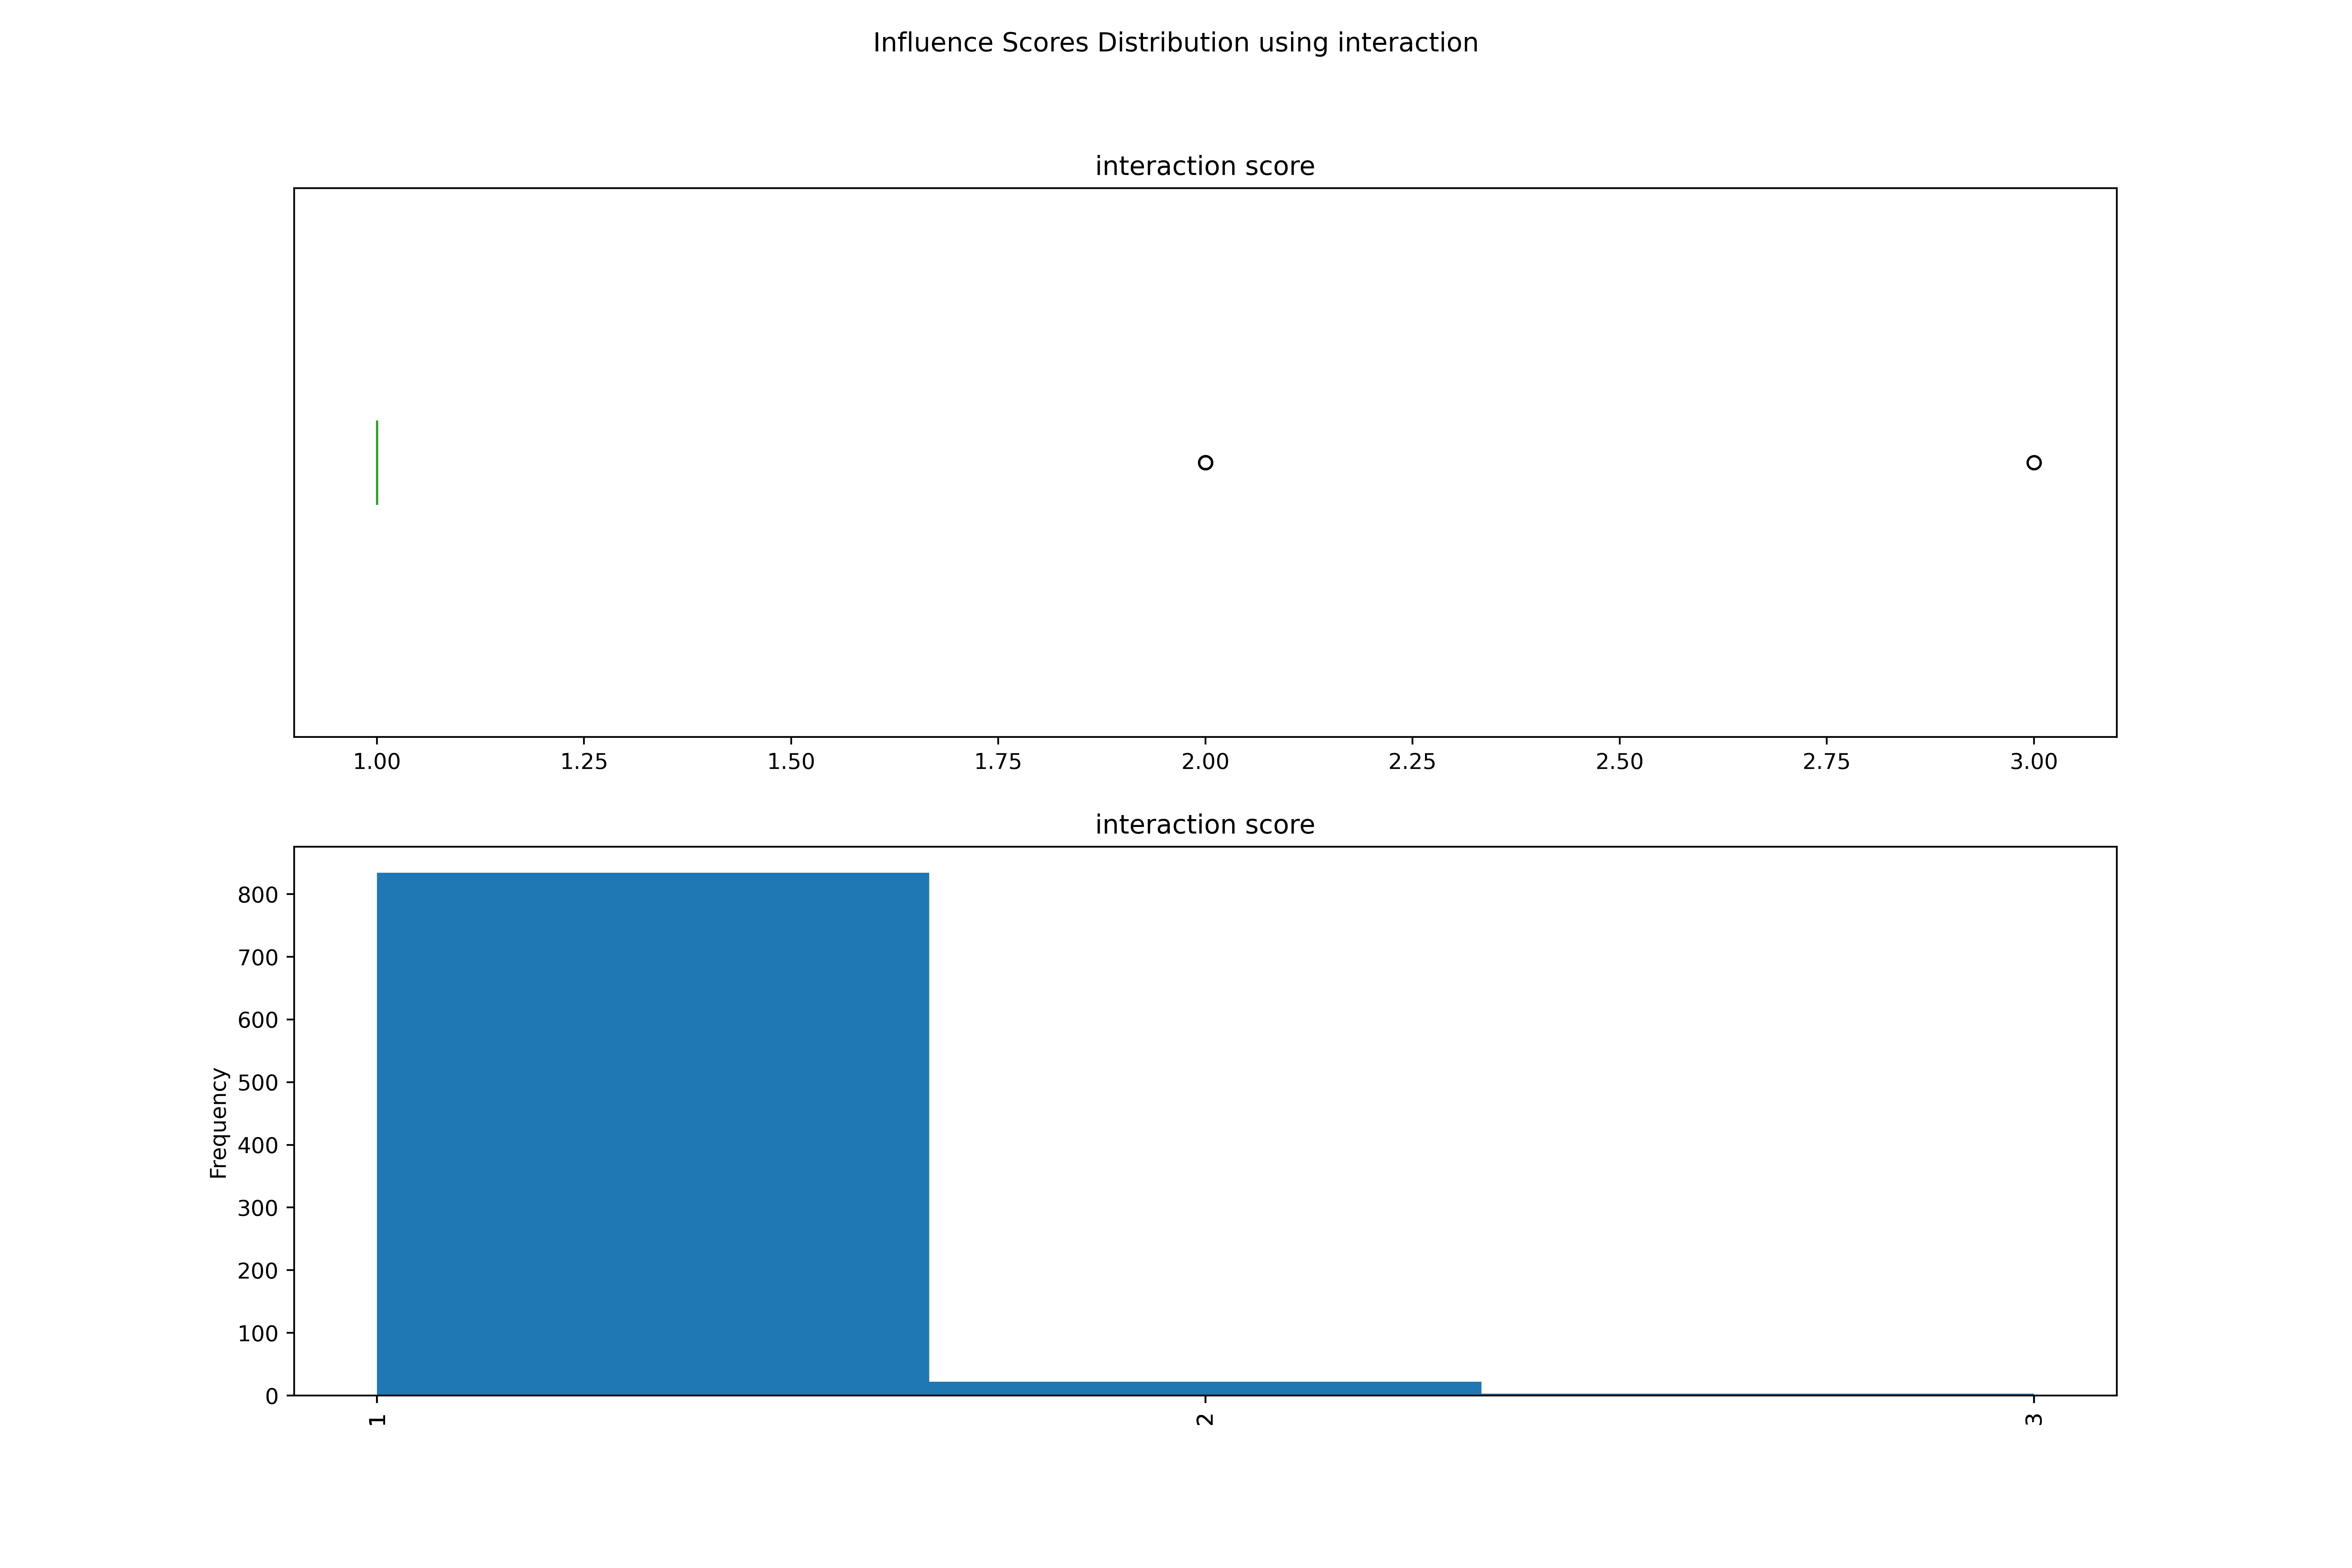 Influence Scores Distribution using interaction
interaction score
1.00 1.25 1.50 1.75 2.00 2.25 2.50 2.75 3.00
interaction score
Frequency
800
700
600
500
400
300
200
100
0
1 2 3